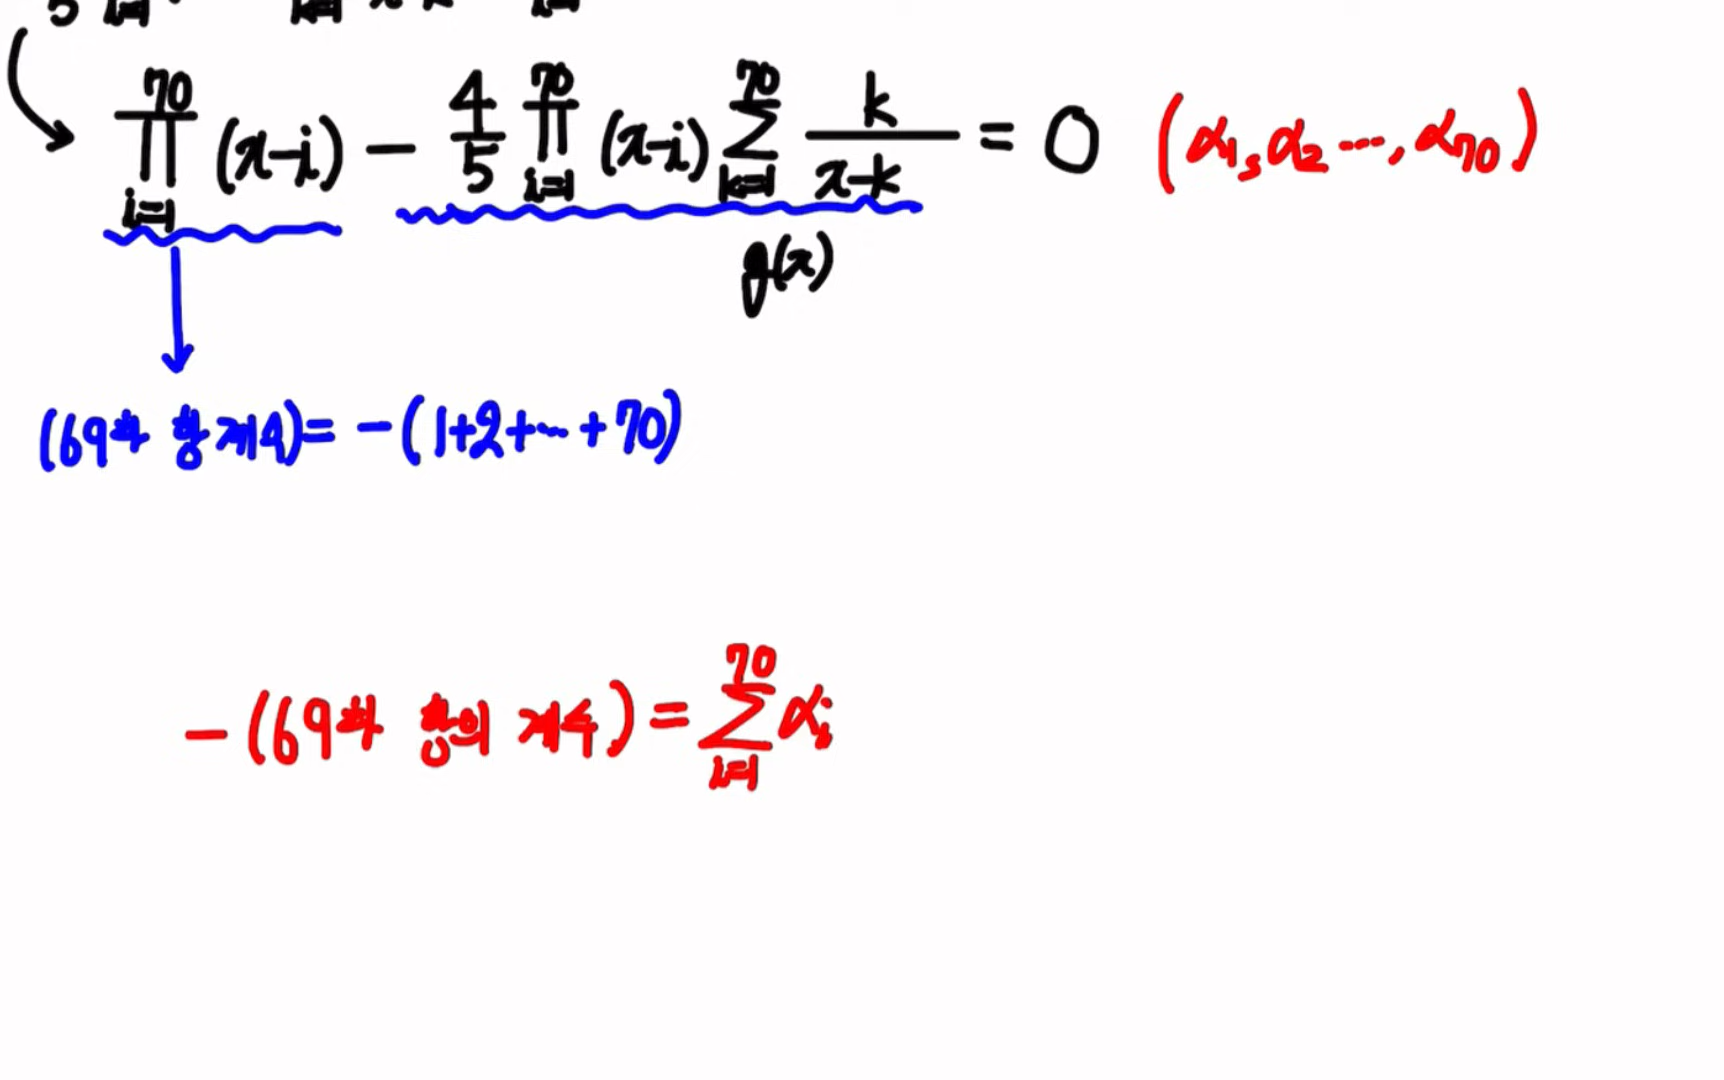 ∏_{i=1}^{70} (x-i) - 4/5 ∏_{i=1}^{70} (x-i) ∑_{k=1}^{70} k/(x-k) = 0 (α₁, α₂ ..., α₇₀)
g(x)
(69차 항 계수) = -(1+2+...+70)
-(69차 항의 계수) = ∑_{i=1}^{70} αᵢ